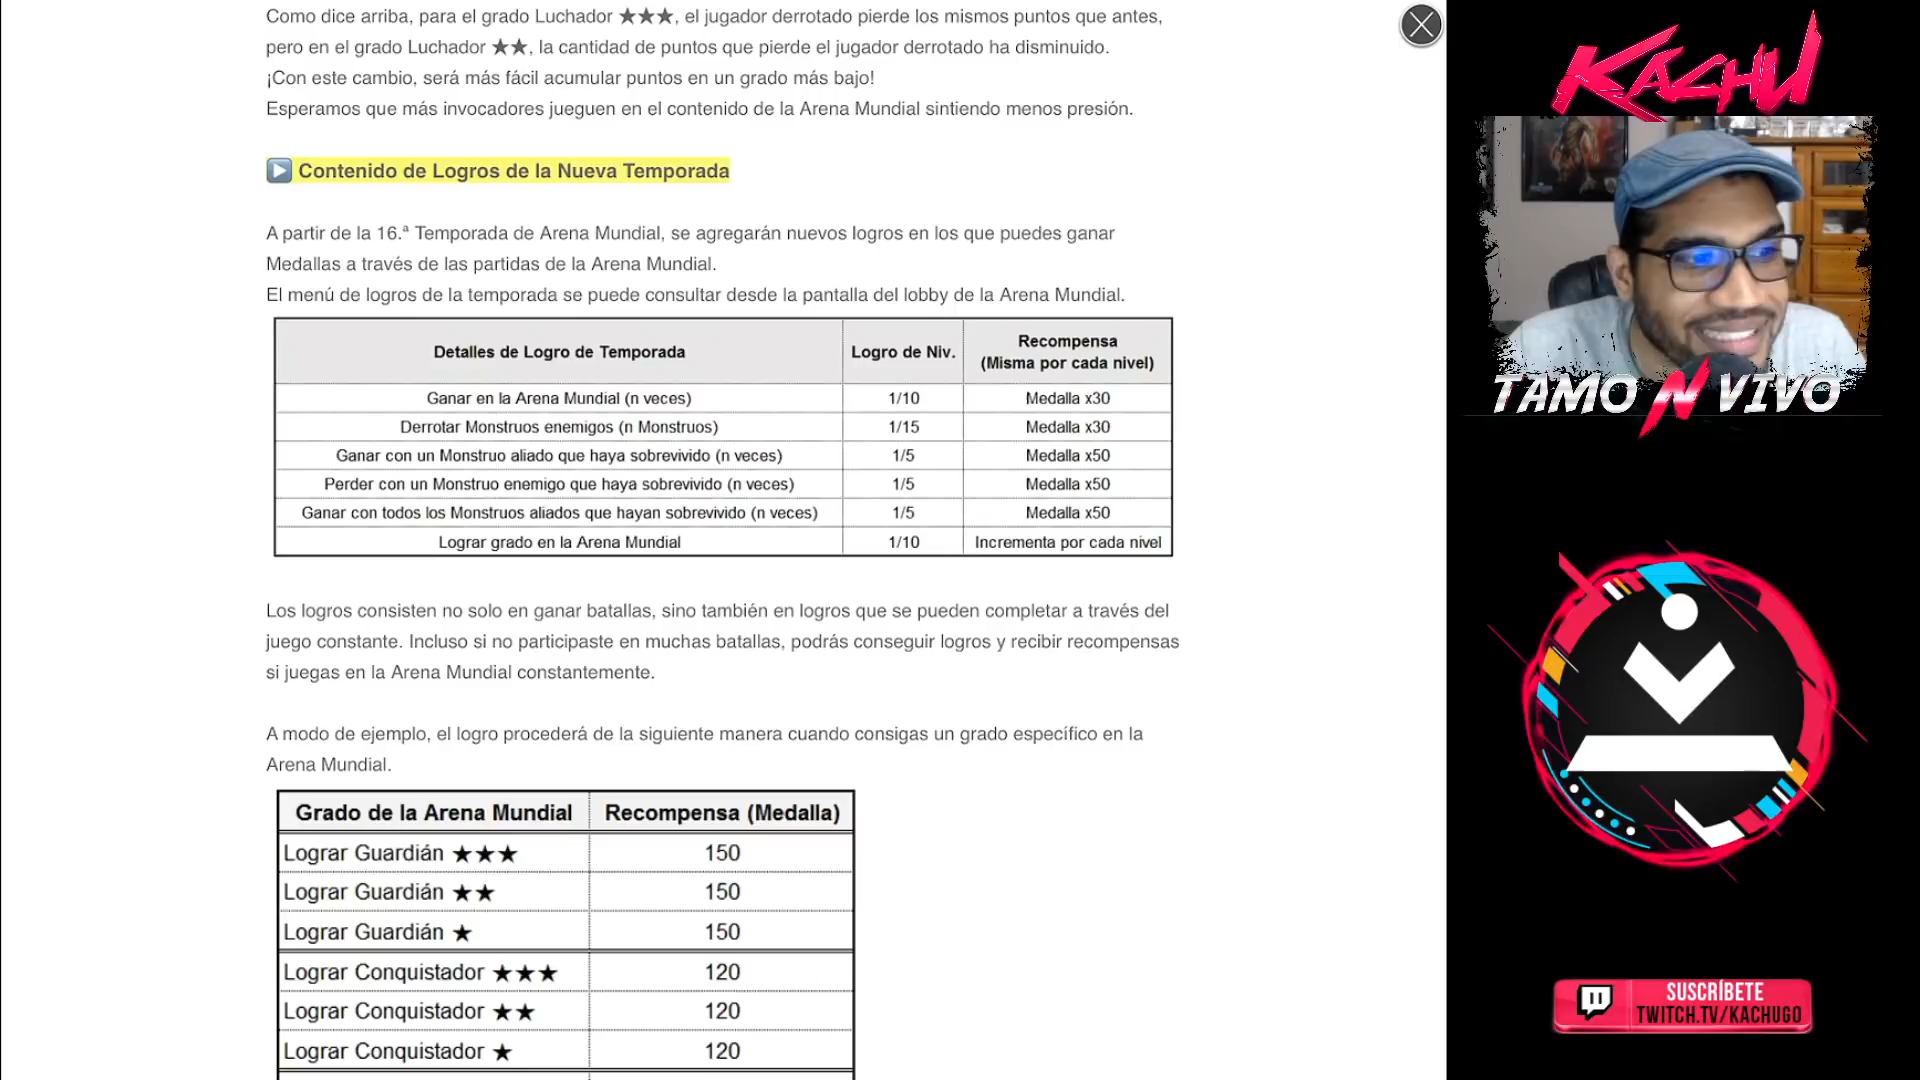 Como dice arriba, para el grado Luchador ★★★, el jugador derrotado pierde los mismos puntos que antes,
pero en el grado Luchador ★★, la cantidad de puntos que pierde el jugador derrotado ha disminuido.
¡Con este cambio, será más fácil acumular puntos en un grado más bajo!
Esperamos que más invocadores jueguen en el contenido de la Arena Mundial sintiendo menos presión.
Contenido de Logros de la Nueva Temporada
A partir de la 16.ª Temporada de Arena Mundial, se agregarán nuevos logros en los que puedes ganar
Medallas a través de las partidas de la Arena Mundial.
El menú de logros de la temporada se puede consultar desde la pantalla del lobby de la Arena Mundial.
Detalles de Logro de Temporada Logro de Niv. Recompensa
(Misma por cada nivel)
Ganar en la Arena Mundial (n veces) 1/10 Medalla x30
Derrotar Monstruos enemigos (n Monstruos) 1/15 Medalla x30
Ganar con un Monstruo aliado que haya sobrevivido (n veces) 1/5 Medalla x50
Perder con un Monstruo enemigo que haya sobrevivido (n veces) 1/5 Medalla x50
Ganar con todos los Monstruos aliados que hayan sobrevivido (n veces) 1/5 Medalla x50
Lograr grado en la Arena Mundial 1/10 Incrementa por cada nivel
Los logros consisten no solo en ganar batallas, sino también en logros que se pueden completar a través del
juego constante. Incluso si no participaste en muchas batallas, podrás conseguir logros y recibir recompensas
si juegas en la Arena Mundial constantemente.
A modo de ejemplo, el logro procederá de la siguiente manera cuando consigas un grado específico en la
Arena Mundial.
Grado de la Arena Mundial Recompensa (Medalla)
Lograr Guardián ★★★ 150
Lograr Guardián ★★ 150
Lograr Guardián ★ 150
Lograr Conquistador ★★★ 120
Lograr Conquistador ★★ 120
Lograr Conquistador ★ 120
KACHU
TAMO N VIVO
SUSCRÍBETE
TWITCH.TV/KACHUGO